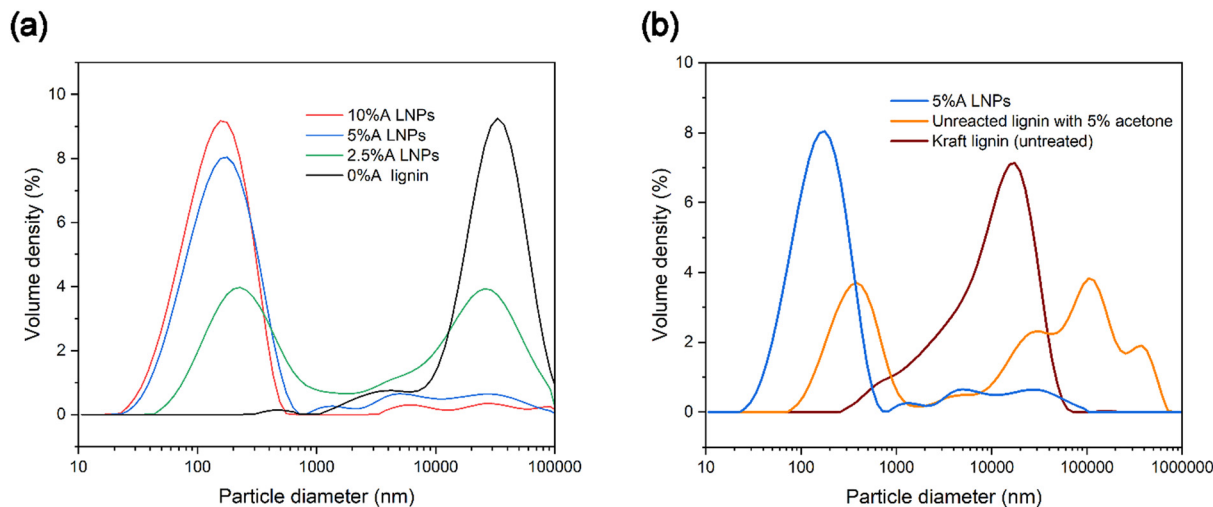 (a)
10
8
6
4
2
0
Volume density (%)
10%A LNPs
5%A LNPs
2.5%A LNPs
0%A lignin
10 100 1000 10000 100000
Particle diameter (nm)
(b)
10
8
6
4
2
0
Volume density (%)
5%A LNPs
Unreacted lignin with 5% acetone
Kraft lignin (untreated)
10 100 1000 10000 100000 1000000
Particle diameter (nm)